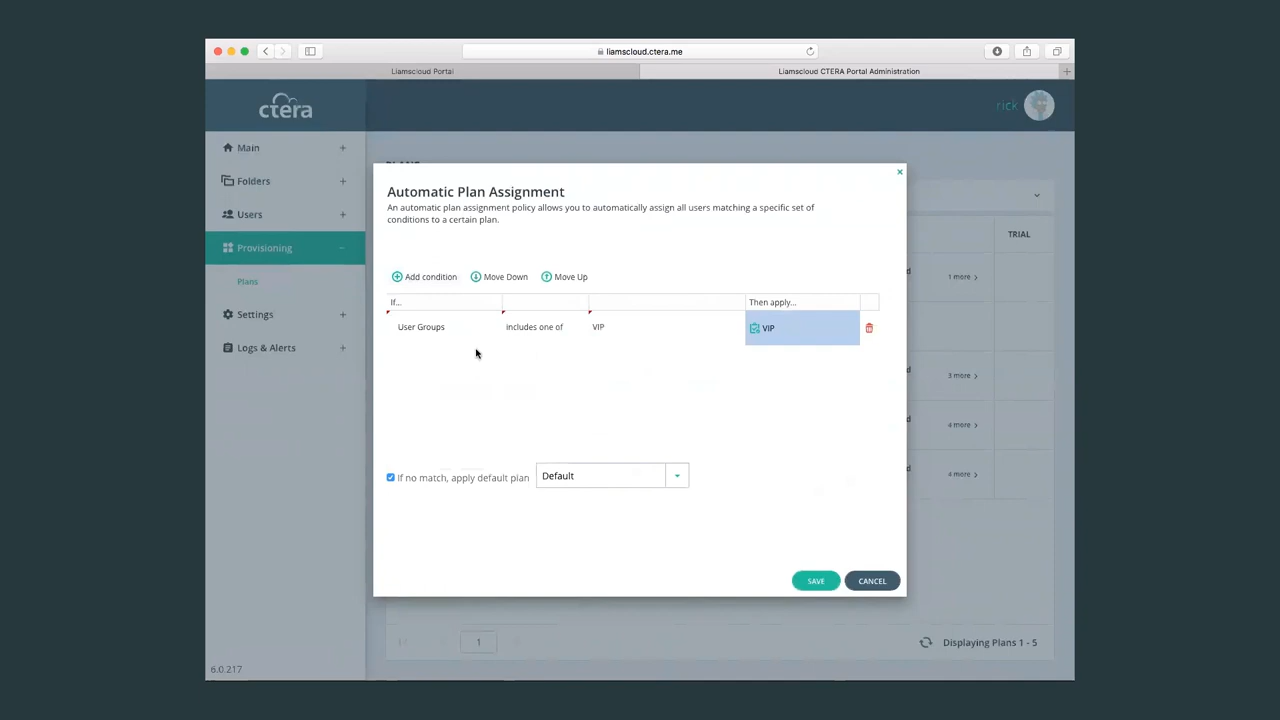 liamscloud.ctera.me
Liamscloud Portal
Liamscloud CTERA Portal Administration
ctera
rick
Main
Folders
Users
Provisioning
Plans
Settings
Logs & Alerts
6.0.217
Automatic Plan Assignment
An automatic plan assignment policy allows you to automatically assign all users matching a specific set of
conditions to a certain plan.
Add condition
Move Down
Move Up
If...
Then apply...
User Groups
includes one of
VIP
VIP
If no match, apply default plan
Default
SAVE
CANCEL
TRIAL
1 more >
3 more >
4 more >
4 more >
1
Displaying Plans 1 - 5